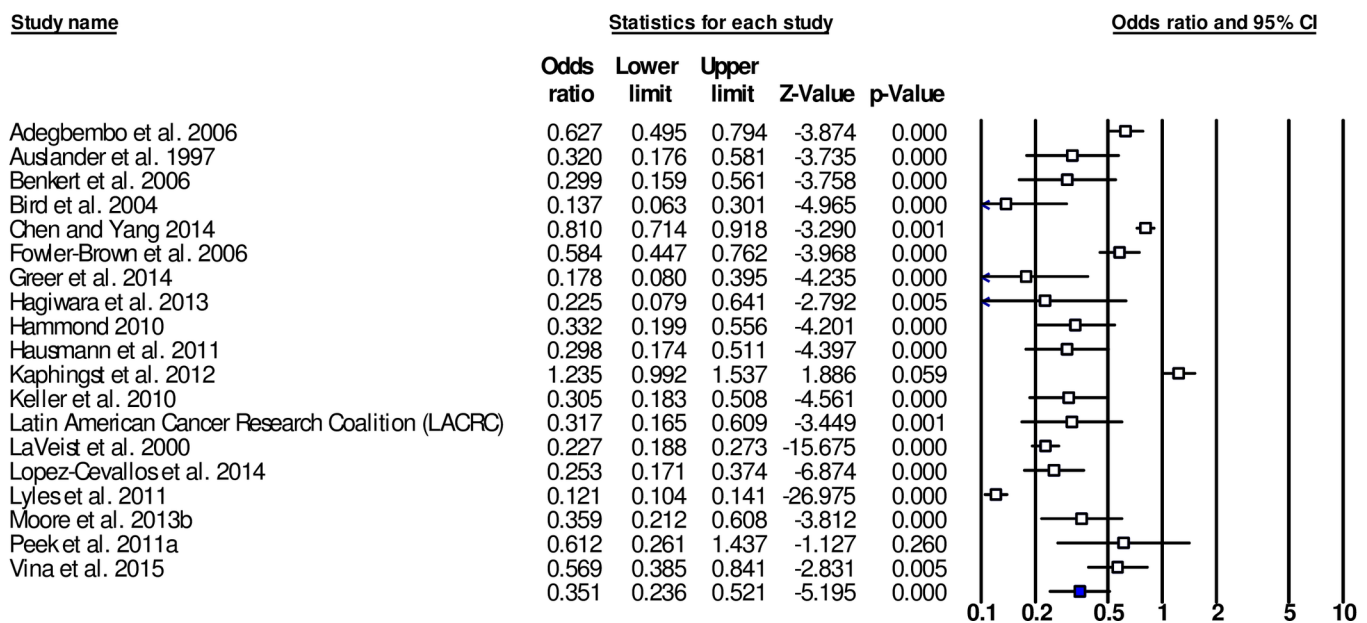 Study name Statistics for each study Odds ratio and 95% CI
Odds Lower Upper
ratio limit limit Z-Value p-Value
Adegbembo et al. 2006 0.627 0.495 0.794 -3.874 0.000
Auslander et al. 1997 0.320 0.176 0.581 -3.735 0.000
Benkert et al. 2006 0.299 0.159 0.561 -3.758 0.000
Bird et al. 2004 0.137 0.063 0.301 -4.965 0.000
Chen and Yang 2014 0.810 0.714 0.918 -3.290 0.001
Fowler-Brown et al. 2006 0.584 0.447 0.762 -3.968 0.000
Greer et al. 2014 0.178 0.080 0.395 -4.235 0.000
Hagiwara et al. 2013 0.225 0.079 0.641 -2.792 0.005
Hammond 2010 0.332 0.199 0.556 -4.201 0.000
Hausmann et al. 2011 0.298 0.174 0.511 -4.397 0.000
Kaphingst et al. 2012 1.235 0.992 1.537 1.886 0.059
Keller et al. 2010 0.305 0.183 0.508 -4.561 0.000
Latin American Cancer Research Coalition (LACRC) 0.317 0.165 0.609 -3.449 0.001
LaVeist et al. 2000 0.227 0.188 0.273 -15.675 0.000
Lopez-Cevallos et al. 2014 0.253 0.171 0.374 -6.874 0.000
Lyles et al. 2011 0.121 0.104 0.141 -26.975 0.000
Moore et al. 2013b 0.359 0.212 0.608 -3.812 0.000
Peek et al. 2011a 0.612 0.261 1.437 -1.127 0.260
Vina et al. 2015 0.569 0.385 0.841 -2.831 0.005
0.351 0.236 0.521 -5.195 0.000
0.1 0.2 0.5 1 2 5 10